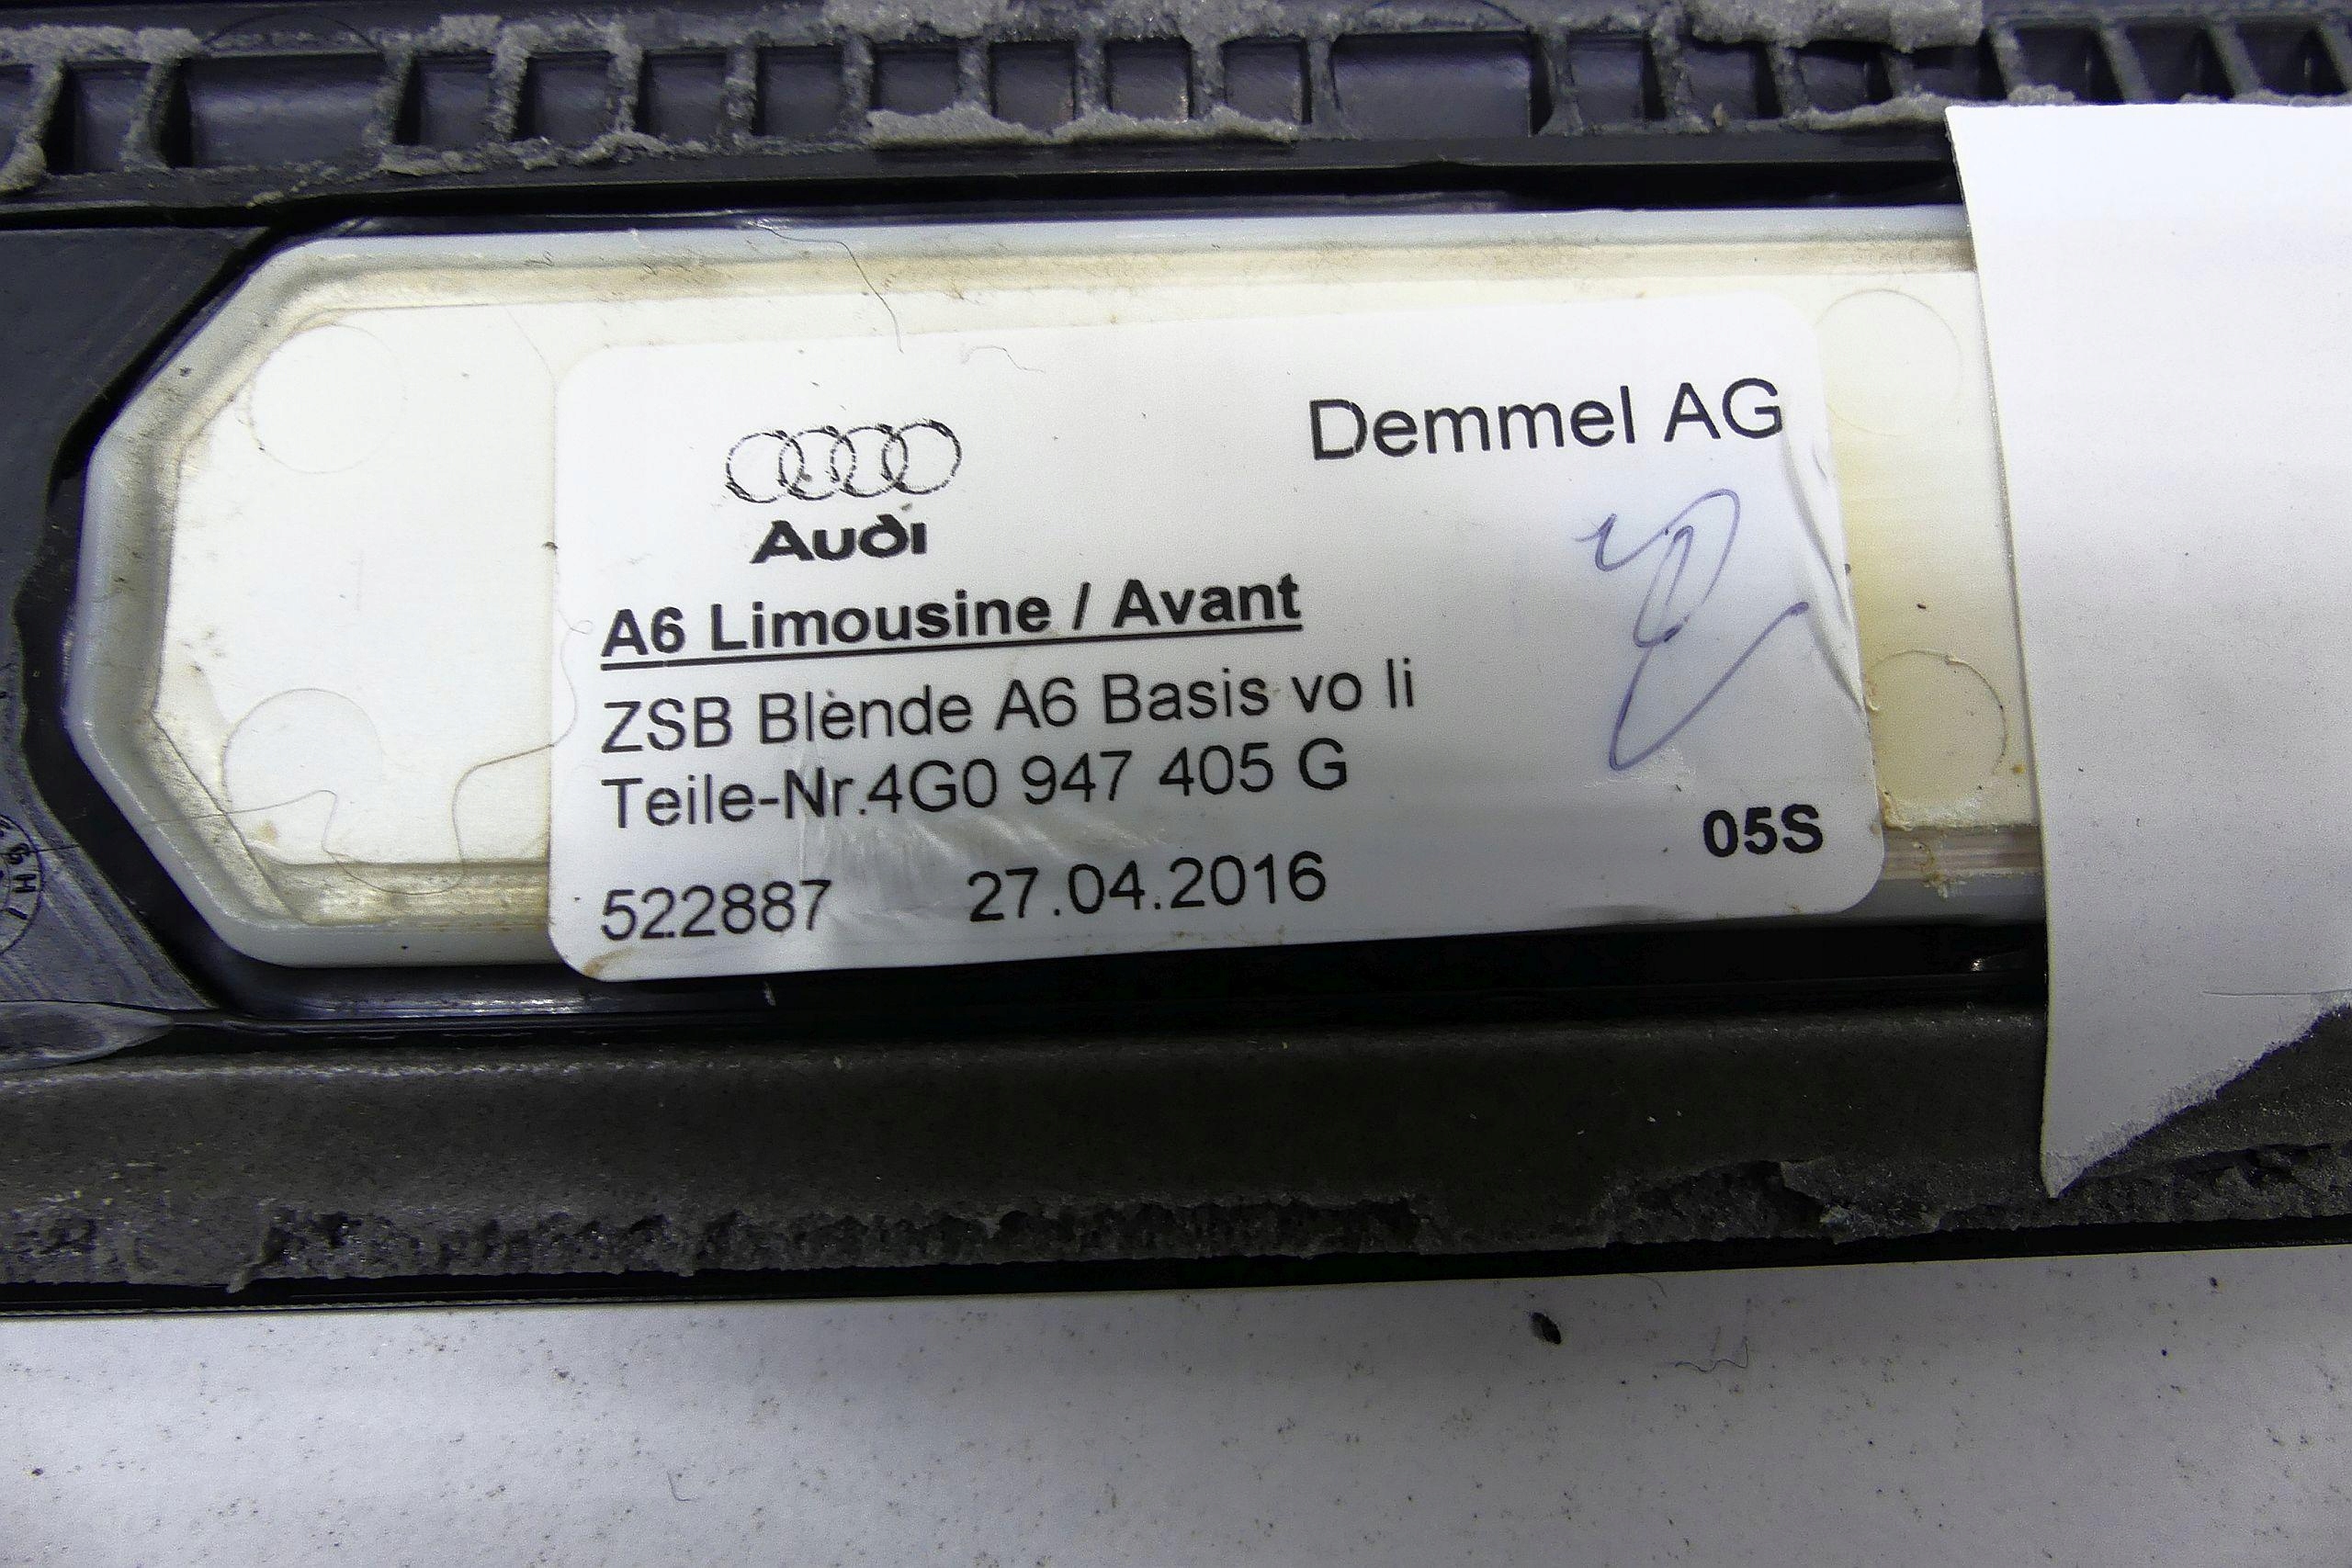 Demmel AG
Audi
A6 Limousine / Avant
ZSB Blende A6 Basis vo li
Teile-Nr.4G0 947 405 G
05S
522887 27.04.2016